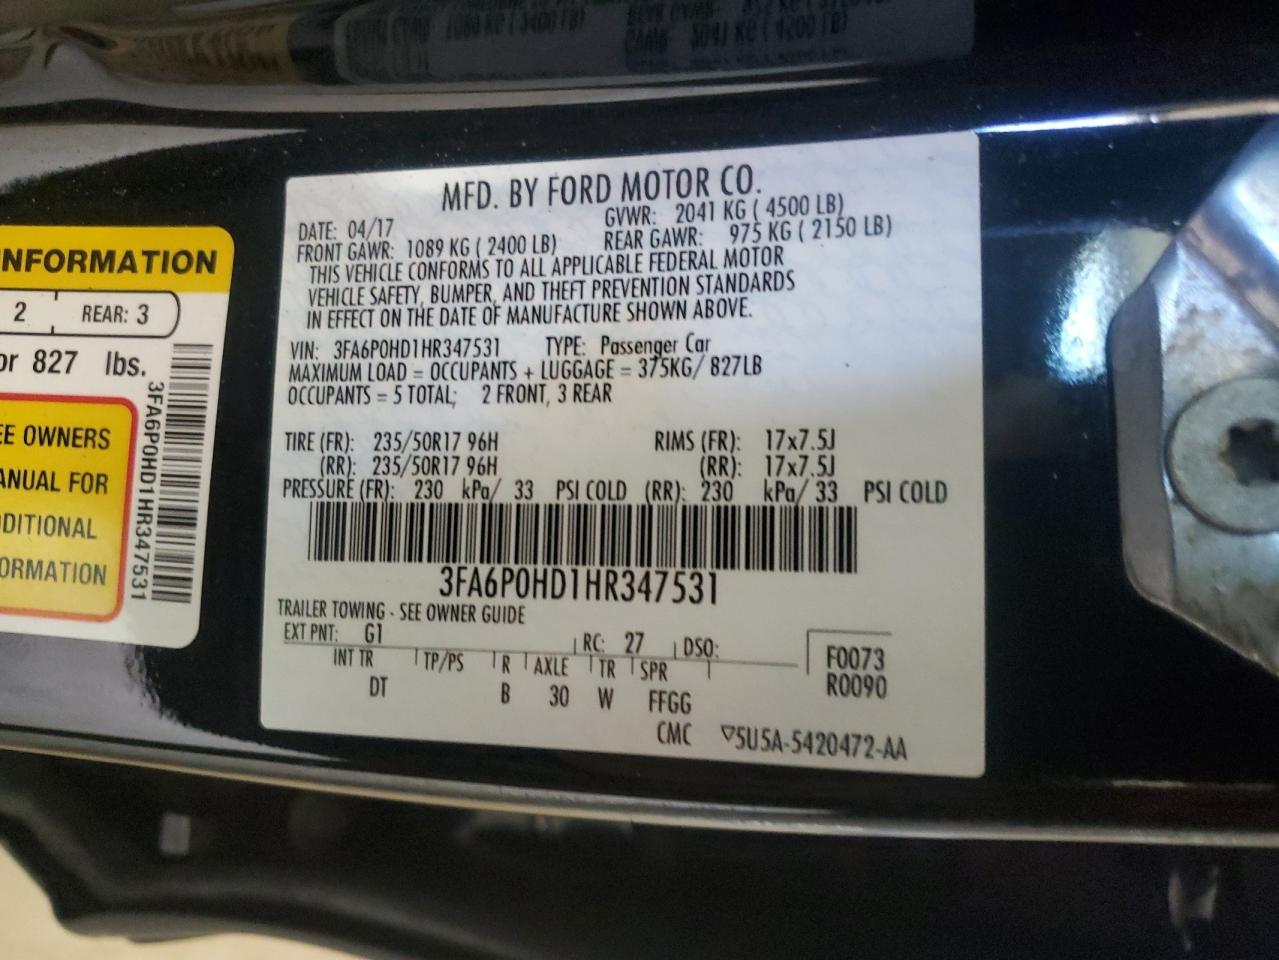 NFORMATION
2 REAR: 3
or 827 lbs.
EE OWNERS
ANUAL FOR
DDITIONAL
ORMATION
3FA6P0HD1HR347531
MFD. BY FORD MOTOR CO.
DATE: 04/17 GVWR: 2041 KG ( 4500 LB)
FRONT GAWR: 1089 KG ( 2400 LB) REAR GAWR: 975 KG ( 2150 LB)
THIS VEHICLE CONFORMS TO ALL APPLICABLE FEDERAL MOTOR
VEHICLE SAFETY, BUMPER, AND THEFT PREVENTION STANDARDS
IN EFFECT ON THE DATE OF MANUFACTURE SHOWN ABOVE.
VIN: 3FA6P0HD1HR347531 TYPE: Passenger Car
MAXIMUM LOAD = OCCUPANTS + LUGGAGE = 375KG/ 827LB
OCCUPANTS = 5 TOTAL; 2 FRONT, 3 REAR
TIRE (FR): 235/50R17 96H RIMS (FR): 17x7.5J
(RR): 235/50R17 96H (RR): 17x7.5J
PRESSURE (FR): 230 kPa/ 33 PSI COLD (RR): 230 kPa/ 33 PSI COLD
3FA6P0HD1HR347531
TRAILER TOWING - SEE OWNER GUIDE
EXT PNT: G1 RC: 27 DSO:
INT TR TP/PS R AXLE TR SPR F0073
DT B 30 W FFGG R0090
CMC ▽5U5A-5420472-AA